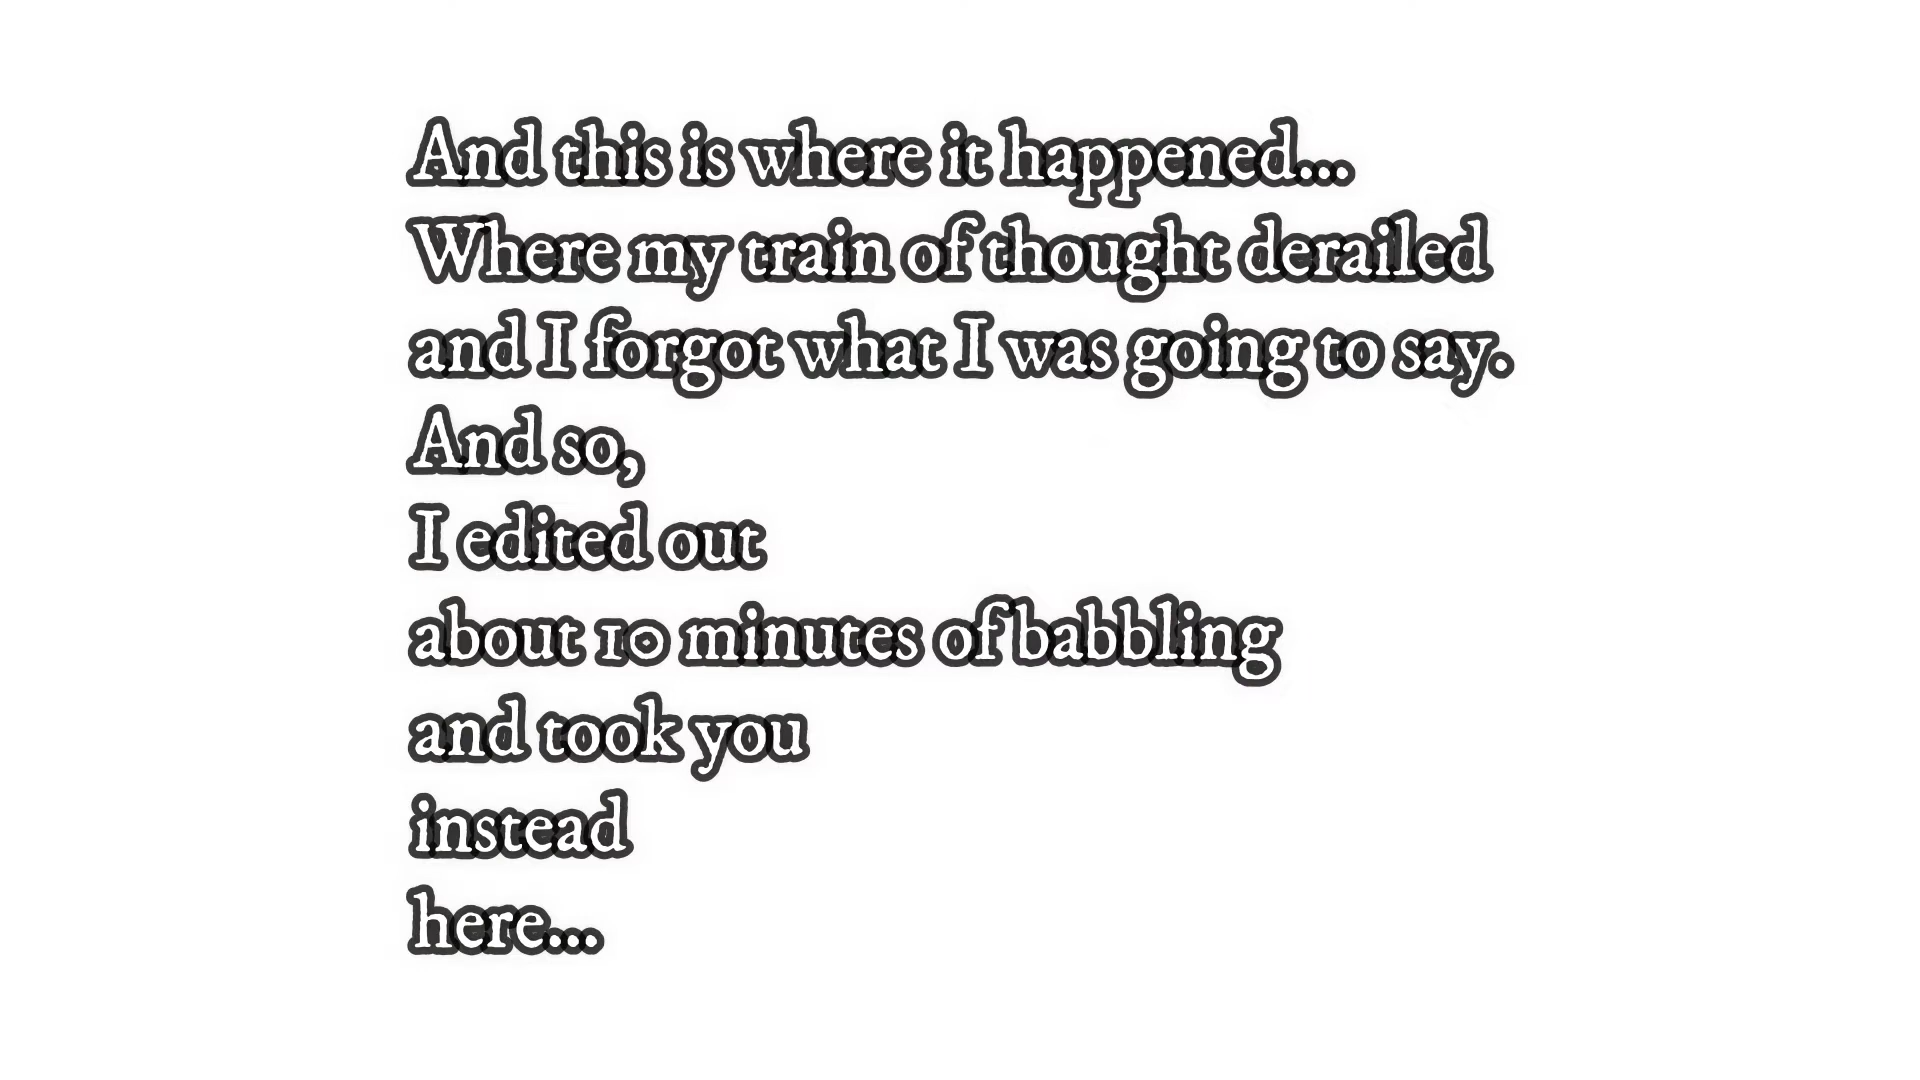 And this is where it happened...
Where my train of thought derailed
and I forgot what I was going to say.
And so,
I edited out
about 10 minutes of babbling
and took you
instead
here...